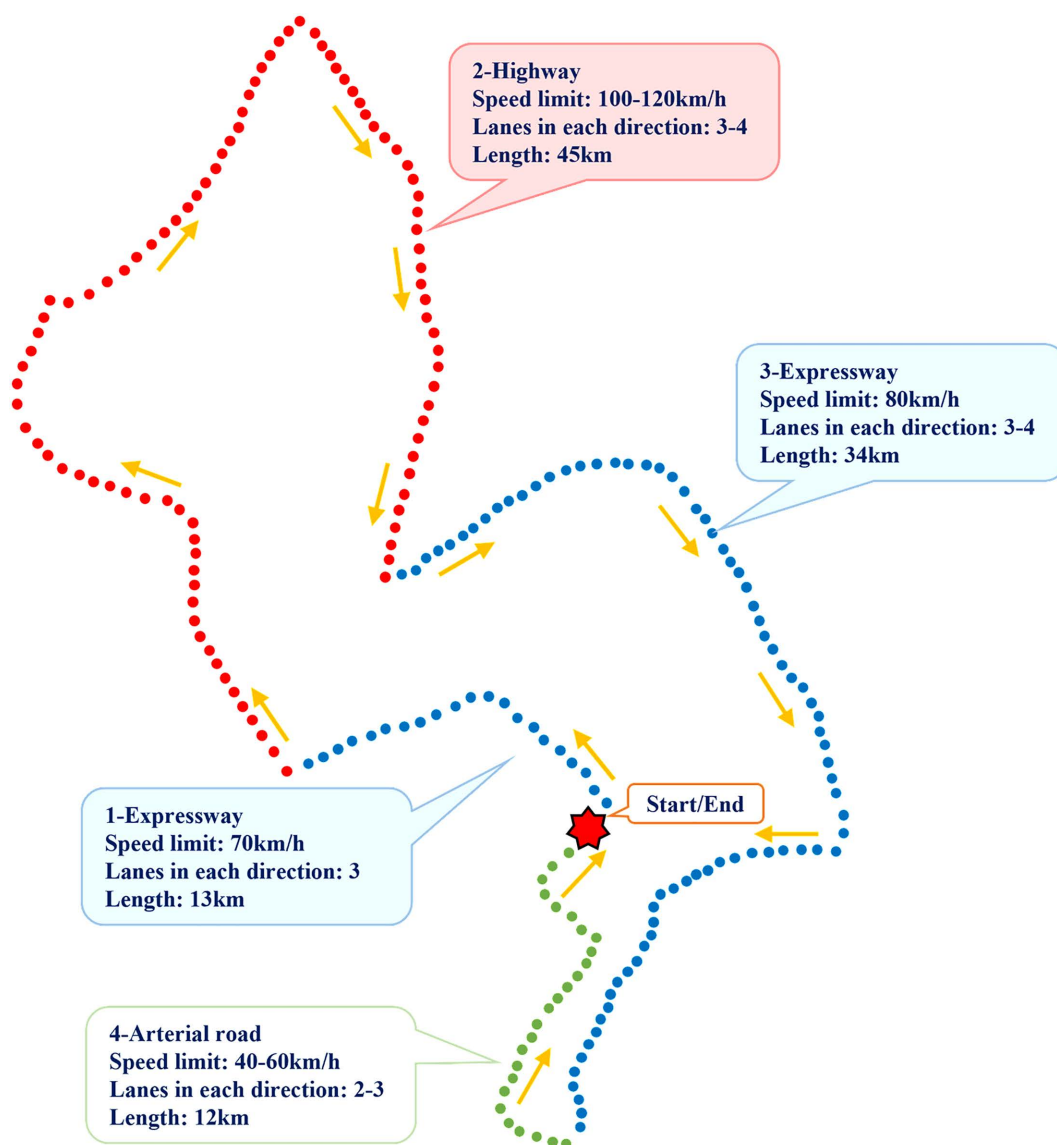 2-Highway
Speed limit: 100-120km/h
Lanes in each direction: 3-4
Length: 45km
3-Expressway
Speed limit: 80km/h
Lanes in each direction: 3-4
Length: 34km
Start/End
1-Expressway
Speed limit: 70km/h
Lanes in each direction: 3
Length: 13km
4-Arterial road
Speed limit: 40-60km/h
Lanes in each direction: 2-3
Length: 12km